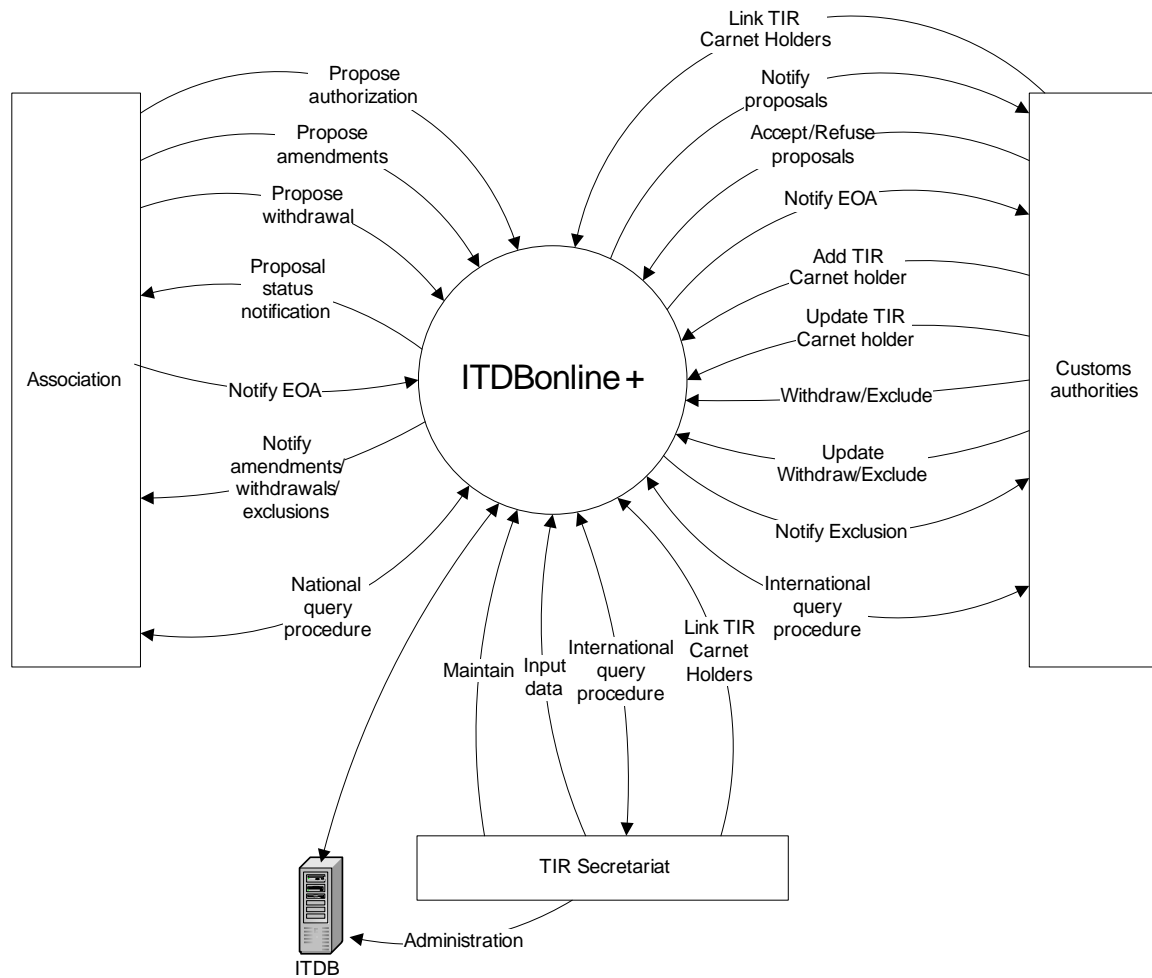 Link TIR
Carnet Holders
Propose
authorization
Notify
proposals
Propose
amendments
Accept/Refuse
proposals
Propose
withdrawal
Notify EOA
Proposal
status
notification
Add TIR
Carnet holder
Update TIR
Carnet holder
Association
ITDBonline +
Customs
authorities
Notify EOA
Withdraw/Exclude
Notify
amendments/
withdrawals/
exclusions
Update
Withdraw/Exclude
Notify Exclusion
National
query
procedure
International
query
procedure
Maintain
Input
data
International
query
procedure
Link TIR
Carnet
Holders
TIR Secretariat
Administration
ITDB